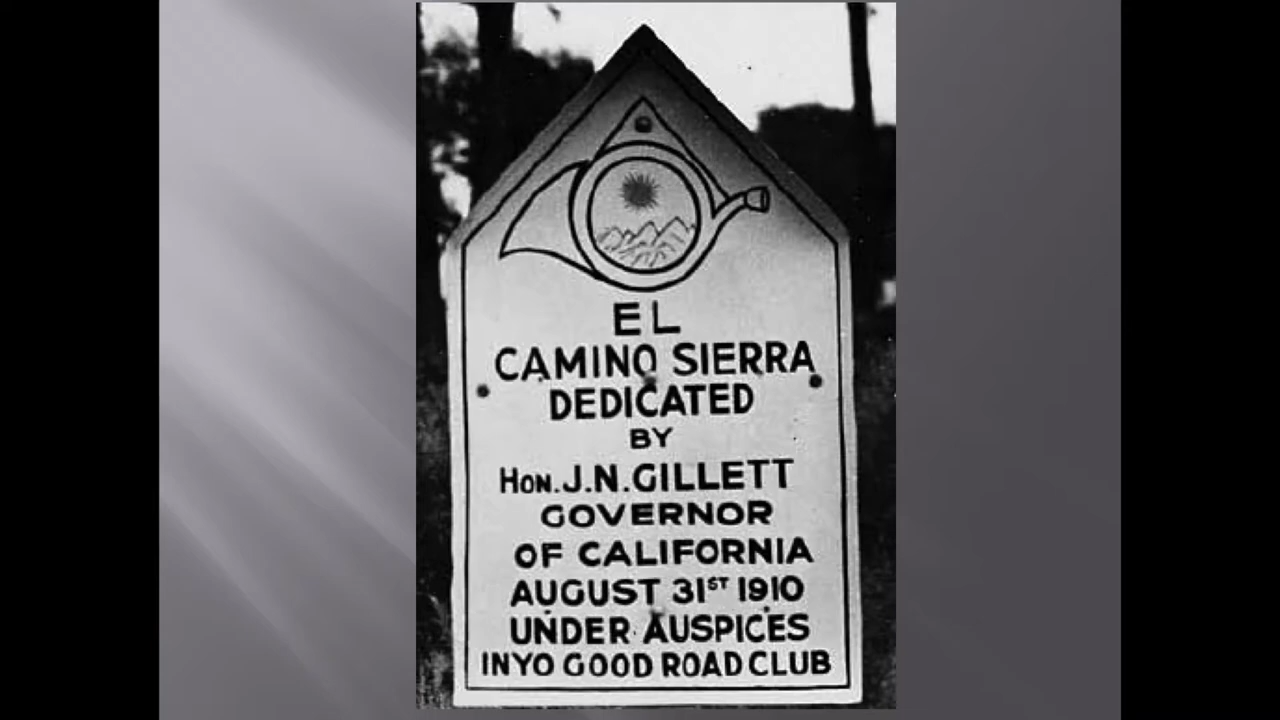 EL
CAMINO SIERRA
DEDICATED
BY
HON. J.N. GILLETT
GOVERNOR
OF CALIFORNIA
AUGUST 31ST 1910
UNDER AUSPICES
INYO GOOD ROAD CLUB